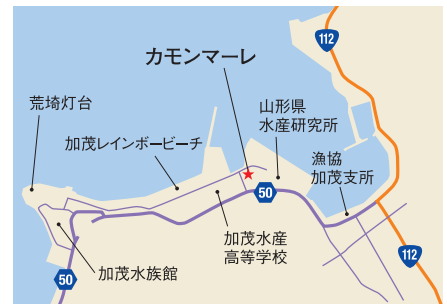 112
カモンマーレ
荒埼灯台
加茂レインボービーチ
山形県
水産研究所
漁協
加茂支所
50
加茂水産
高等学校
加茂水族館
50
112